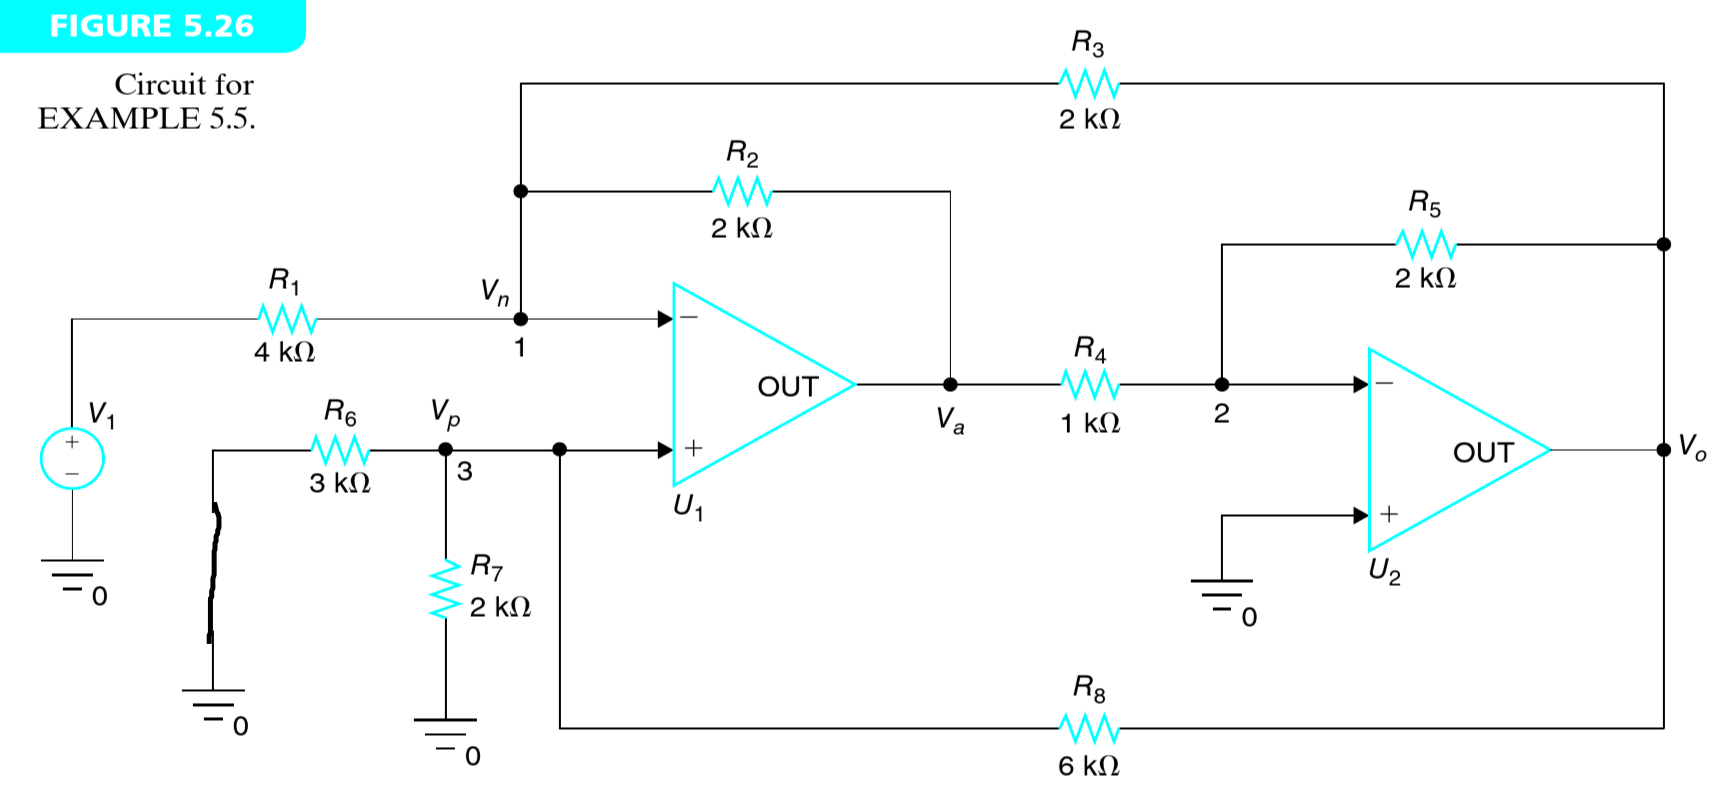 FIGURE 5.26
Circuit for
EXAMPLE 5.5.
R3
2 kΩ
R2
2 kΩ
R5
2 kΩ
R1
4 kΩ
Vn
1
−
OUT
+
U1
Va
R4
1 kΩ
2
−
OUT
+
U2
Vo
V1
+
−
0
R6
3 kΩ
Vp
3
R7
2 kΩ
0
0
0
R8
6 kΩ